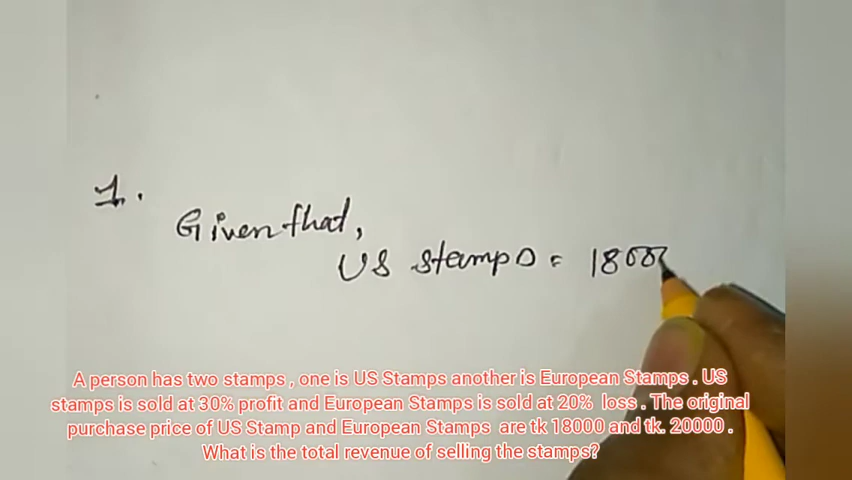 1.
Given that,
US Stamps = 18000
A person has two stamps , one is US Stamps another is European Stamps . US
stamps is sold at 30% profit and European Stamps is sold at 20% loss . The original
purchase price of US Stamp and European Stamps are tk 18000 and tk. 20000 .
What is the total revenue of selling the stamps?